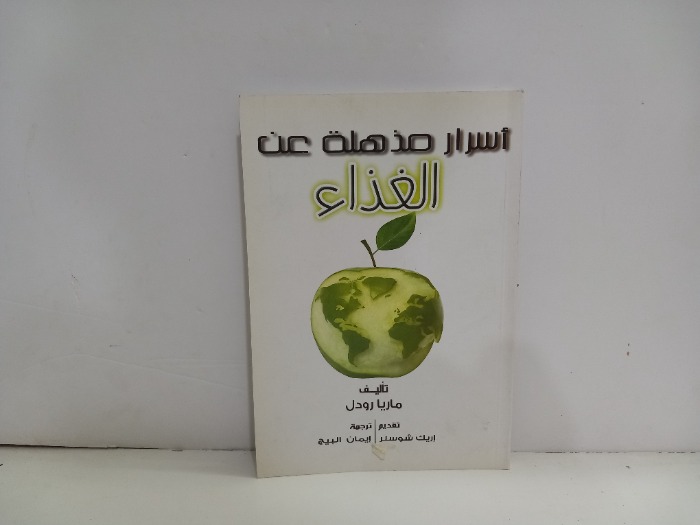 أسرار مذهلة عن
الغذاء
تأليف
ماريا رودل
تقديم | ترجمة
إريك شوسلر | إيمان البيج